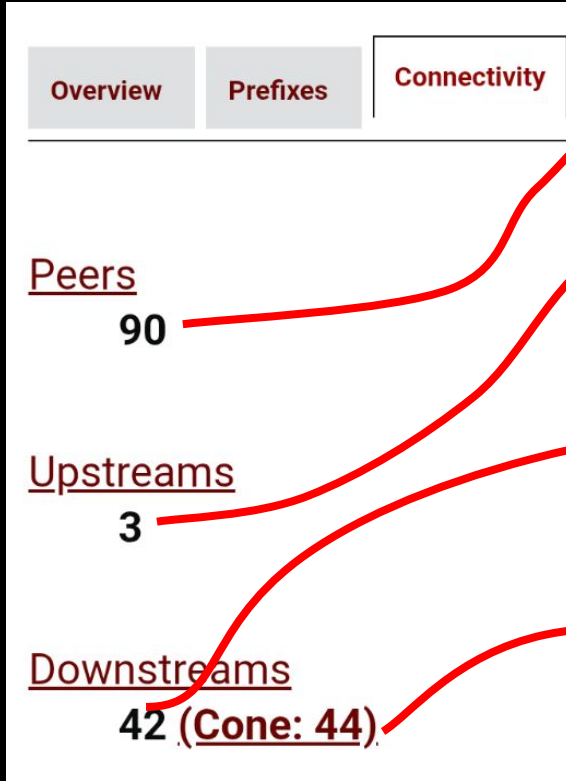 Overview Prefixes Connectivity
Peers
90
Upstreams
3
Downstreams
42 (Cone: 44)